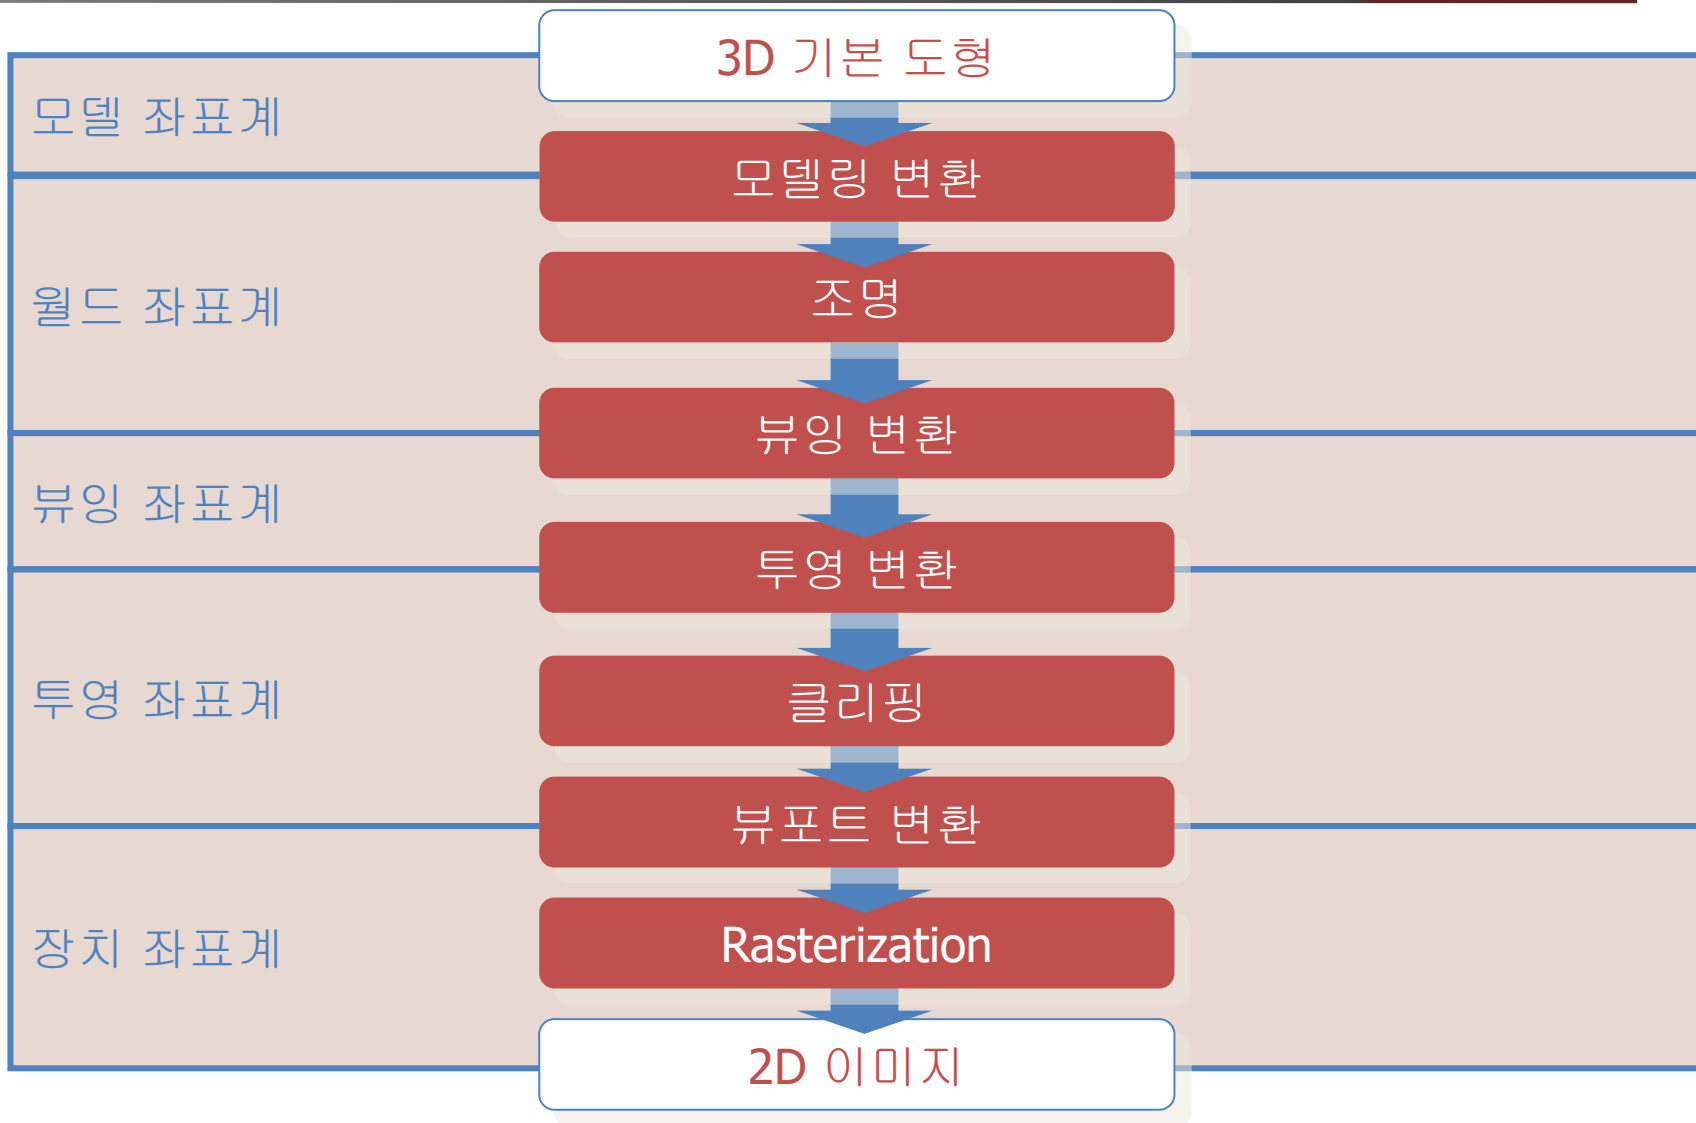 3D 기본 도형
모델 좌표계
모델링 변환
월드 좌표계
조명
뷰잉 변환
뷰잉 좌표계
투영 변환
투영 좌표계
클리핑
뷰포트 변환
장치 좌표계
Rasterization
2D 이미지